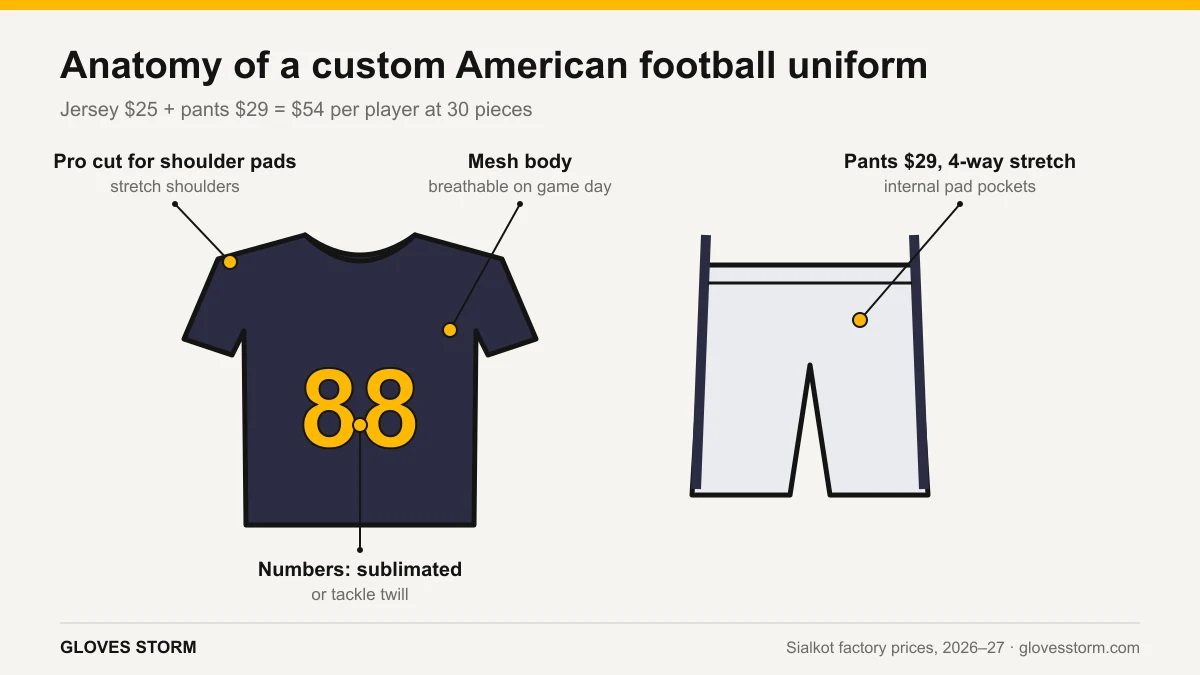 Anatomy of a custom American football uniform
Jersey $25 + pants $29 = $54 per player at 30 pieces
Pro cut for shoulder pads
stretch shoulders
Mesh body
breathable on game day
Pants $29, 4-way stretch
internal pad pockets
88
Numbers: sublimated
or tackle twill
GLOVES STORM
Sialkot factory prices, 2026–27 · glovesstorm.com